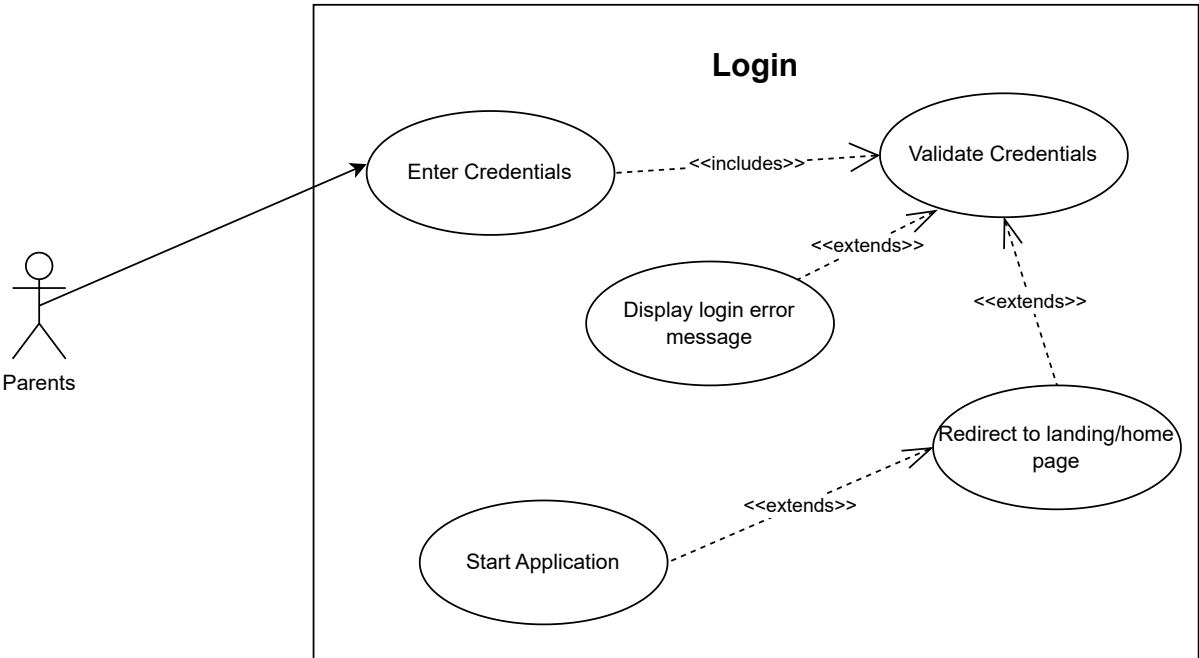 Login
Enter Credentials
<<includes>>
Validate Credentials
<<extends>>
Display login error
message
<<extends>>
Parents
Redirect to landing/home
page
<<extends>>
Start Application